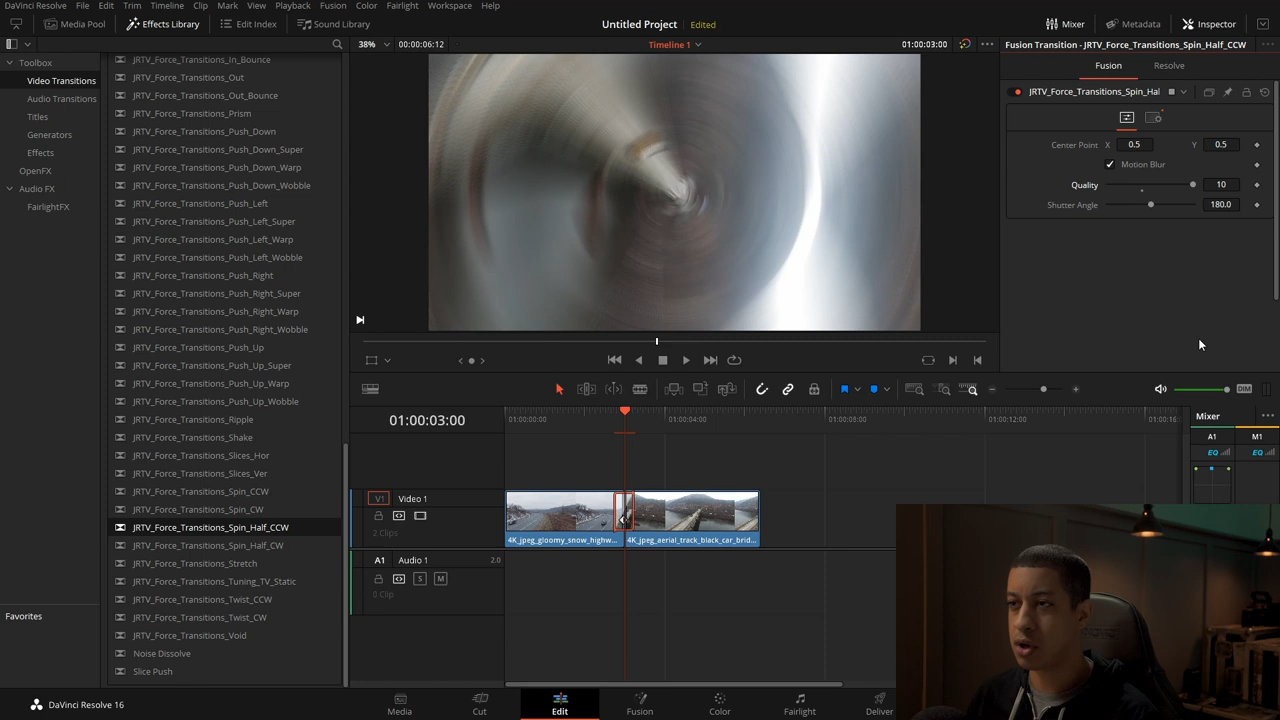 DaVinci Resolve File Edit Trim Timeline Clip Mark View Playback Fusion Color Fairlight Workspace Help
Media Pool Effects Library Edit Index Sound Library Untitled Project Edited Mixer Metadata Inspector
38% 00:00:06:12 Timeline 1 01:00:03:00 Fusion Transition - JRTV_Force_Transitions_Spin_Half_CCW
Toolbox
Video Transitions
Audio Transitions
Titles
Generators
Effects
OpenFX
Audio FX
FairlightFX
Favorites
JRTV_Force_Transitions_In_Bounce
JRTV_Force_Transitions_Out
JRTV_Force_Transitions_Out_Bounce
JRTV_Force_Transitions_Prism
JRTV_Force_Transitions_Push_Down
JRTV_Force_Transitions_Push_Down_Super
JRTV_Force_Transitions_Push_Down_Warp
JRTV_Force_Transitions_Push_Down_Wobble
JRTV_Force_Transitions_Push_Left
JRTV_Force_Transitions_Push_Left_Super
JRTV_Force_Transitions_Push_Left_Warp
JRTV_Force_Transitions_Push_Left_Wobble
JRTV_Force_Transitions_Push_Right
JRTV_Force_Transitions_Push_Right_Super
JRTV_Force_Transitions_Push_Right_Warp
JRTV_Force_Transitions_Push_Right_Wobble
JRTV_Force_Transitions_Push_Up
JRTV_Force_Transitions_Push_Up_Super
JRTV_Force_Transitions_Push_Up_Warp
JRTV_Force_Transitions_Push_Up_Wobble
JRTV_Force_Transitions_Ripple
JRTV_Force_Transitions_Shake
JRTV_Force_Transitions_Slices_Hor
JRTV_Force_Transitions_Slices_Ver
JRTV_Force_Transitions_Spin_CCW
JRTV_Force_Transitions_Spin_CW
JRTV_Force_Transitions_Spin_Half_CCW
JRTV_Force_Transitions_Spin_Half_CW
JRTV_Force_Transitions_Stretch
JRTV_Force_Transitions_Tuning_TV_Static
JRTV_Force_Transitions_Twist_CCW
JRTV_Force_Transitions_Twist_CW
JRTV_Force_Transitions_Void
Noise Dissolve
Slice Push
Fusion Resolve
JRTV_Force_Transitions_Spin_Hal
Center Point X 0.5 Y 0.5
Motion Blur
Quality 10
Shutter Angle 180.0
DIM
01:00:03:00 01:00:00:00 01:00:04:00 01:00:08:00 01:00:12:00 01:00:16
V1 Video 1
2 Clips
4K_jpeg_gloomy_snow_highw... 4K_jpeg_aerial_track_black_car_brid...
A1 Audio 1 2.0
S M
0 Clip
Mixer
A1 M1
EQ EQ
DaVinci Resolve 16 Media Cut Edit Fusion Color Fairlight Deliver